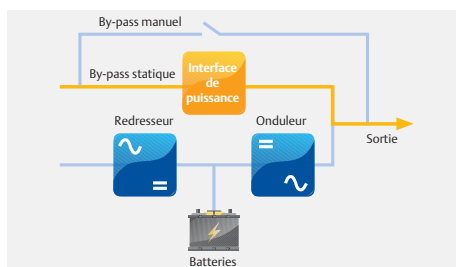 By-pass manuel
By-pass statique
Interface
de
puissance
Redresseur
Onduleur
Sortie
Batteries